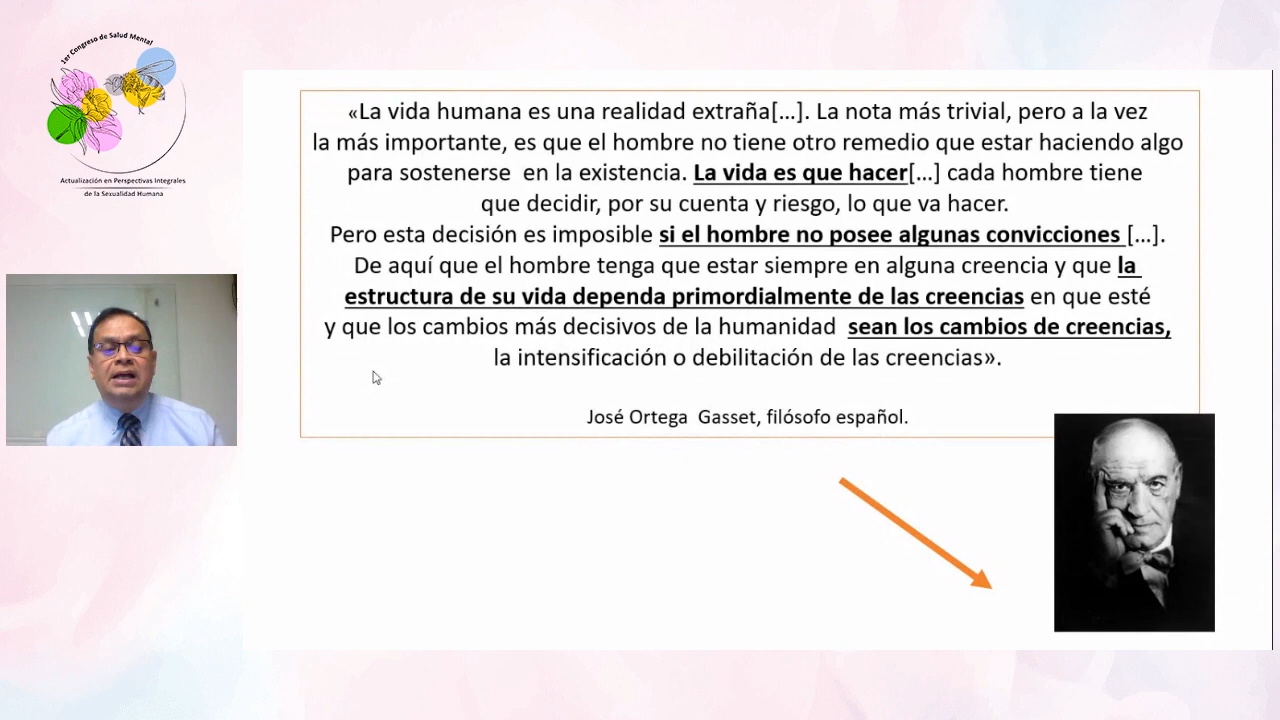 1er Congreso de Salud Mental
Actualización en Perspectivas Integrales
de la Sexualidad Humana
«La vida humana es una realidad extraña[...]. La nota más trivial, pero a la vez
la más importante, es que el hombre no tiene otro remedio que estar haciendo algo
para sostenerse en la existencia. La vida es que hacer[...] cada hombre tiene
que decidir, por su cuenta y riesgo, lo que va hacer.
Pero esta decisión es imposible si el hombre no posee algunas convicciones [...].
De aquí que el hombre tenga que estar siempre en alguna creencia y que la
estructura de su vida dependa primordialmente de las creencias en que esté
y que los cambios más decisivos de la humanidad sean los cambios de creencias,
la intensificación o debilitación de las creencias».
José Ortega Gasset, filósofo español.